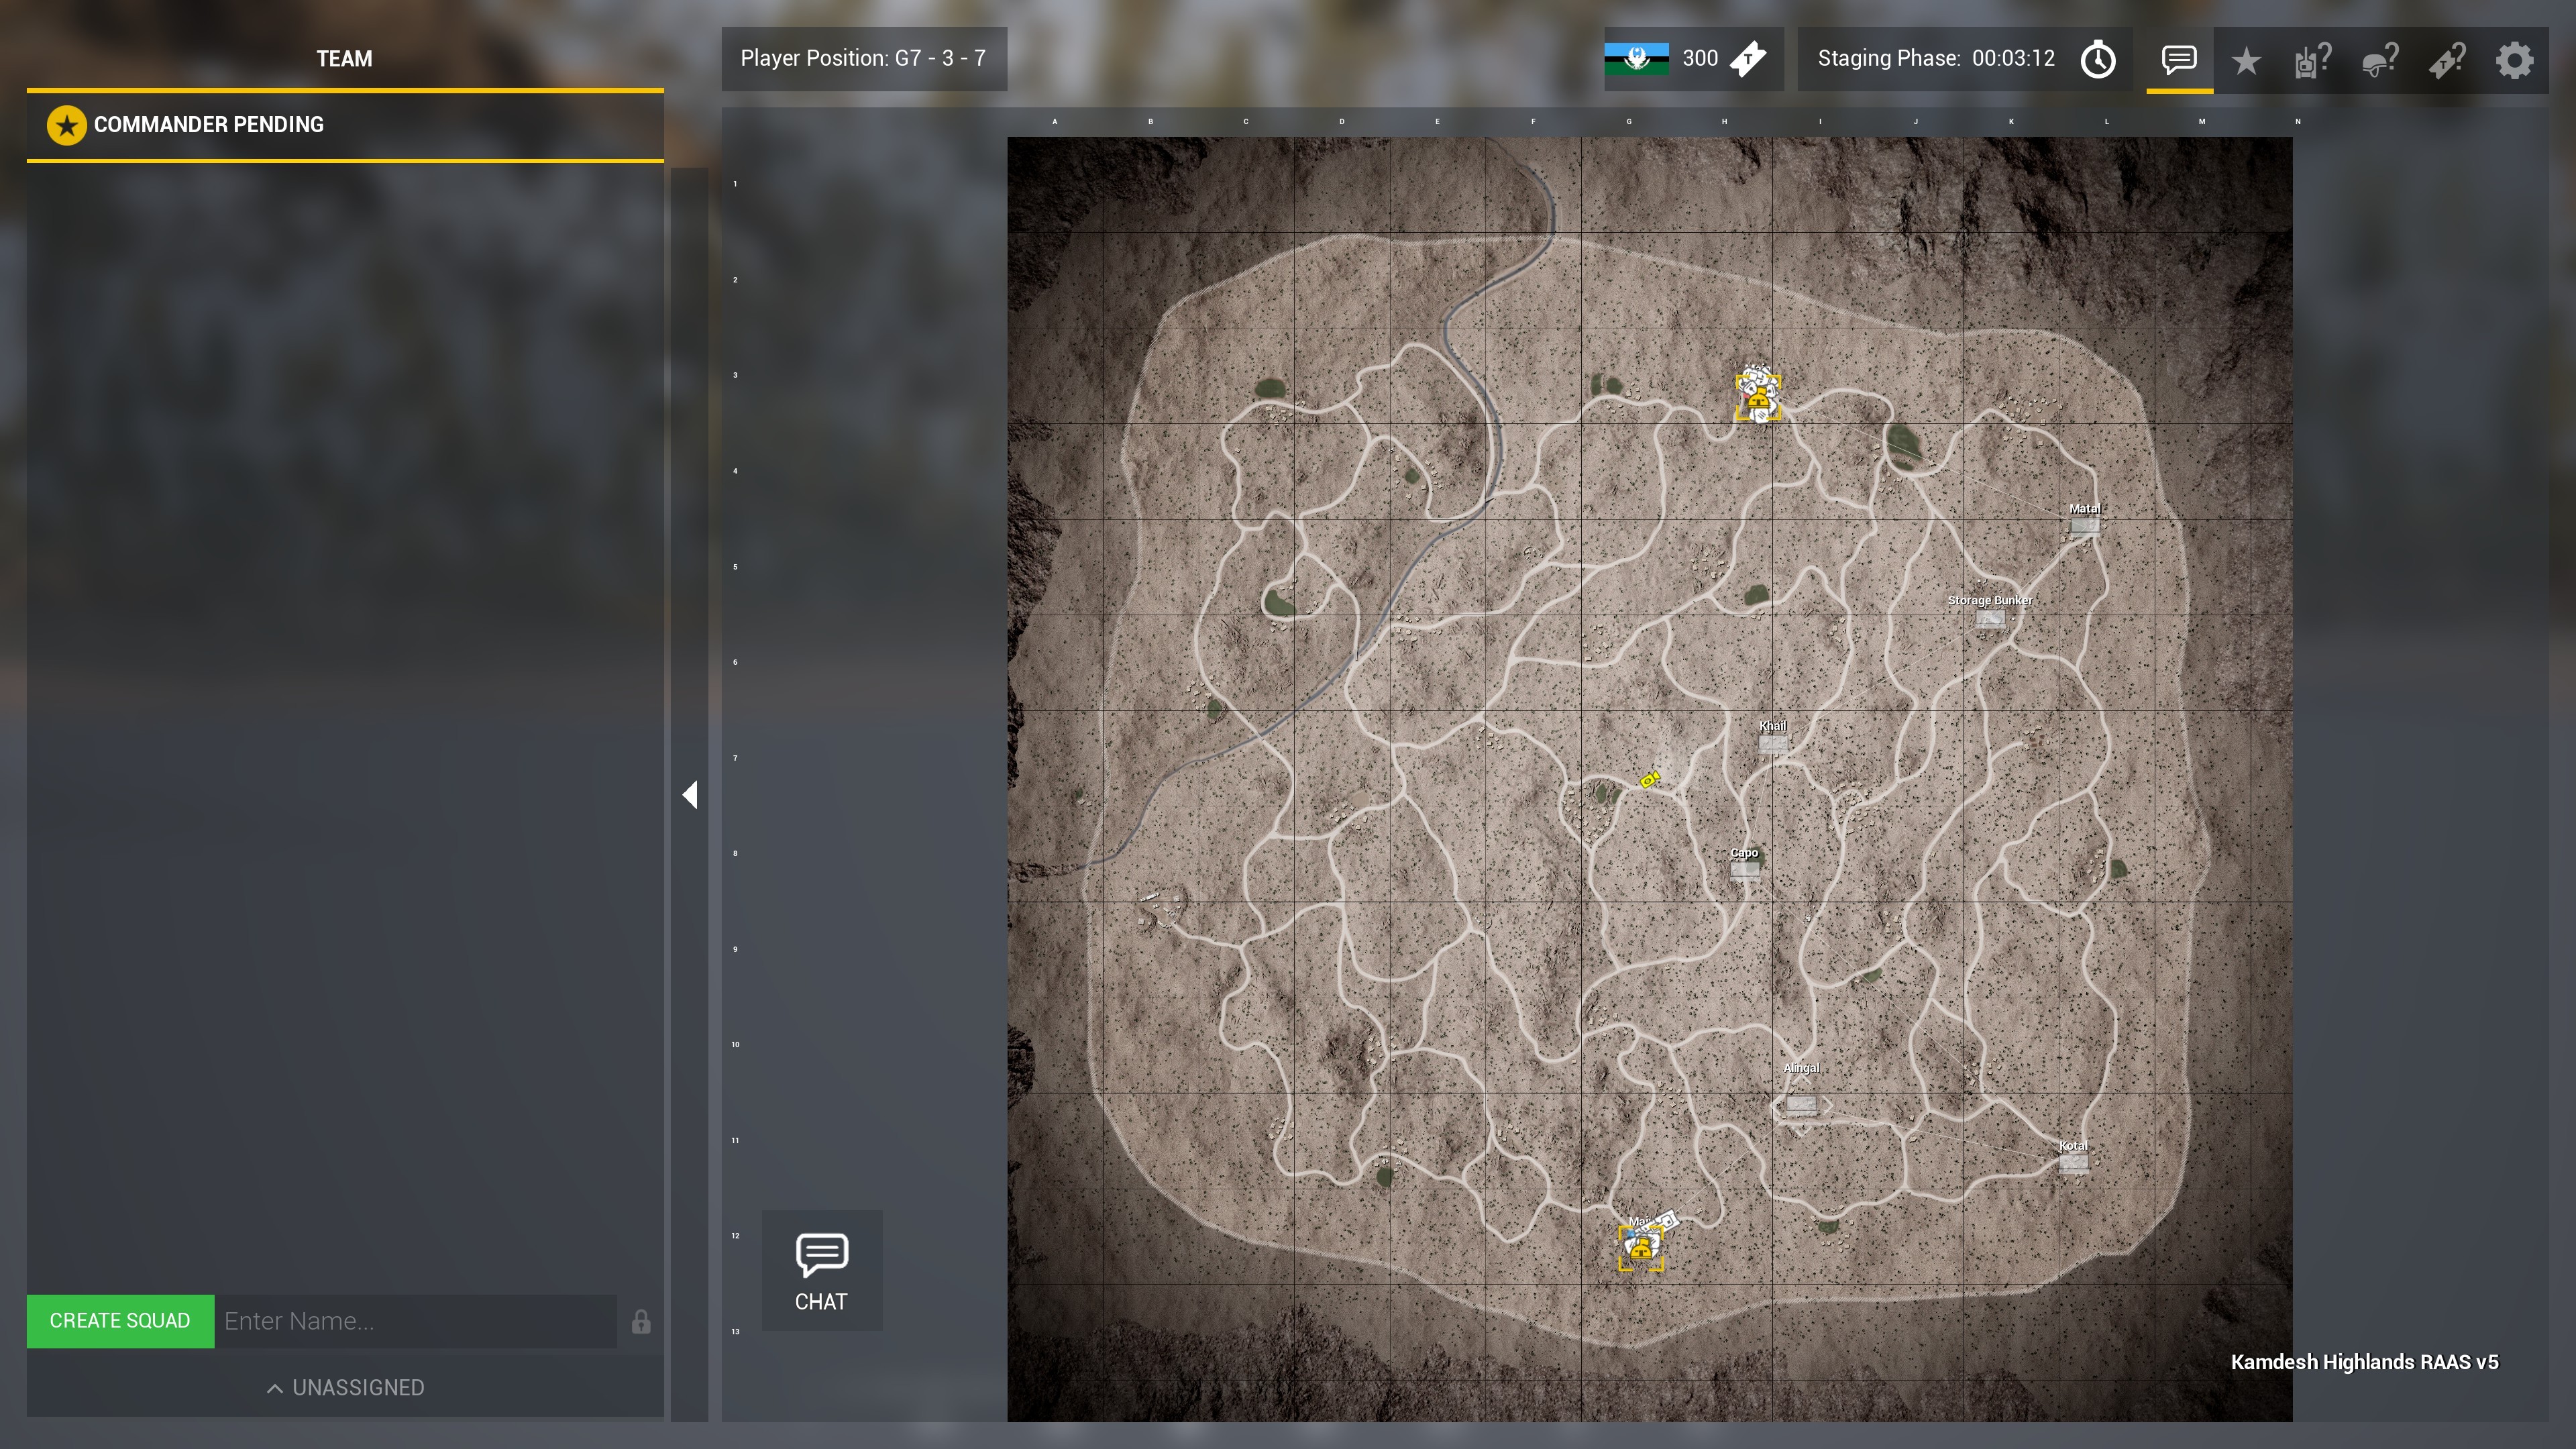 TEAM
Player Position: G7 - 3 - 7
300
T
Staging Phase: 00:03:12
? ? ?
COMMANDER PENDING
A B C D E F G H I J K L M N
1
2
3
4
Matal
5
Storage Bunker
6
Khail
7
8
Capo
9
10
Alingal
11
Kotal
12
CHAT
CREATE SQUAD
Enter Name...
13
Kamdesh Highlands RAAS v5
UNASSIGNED